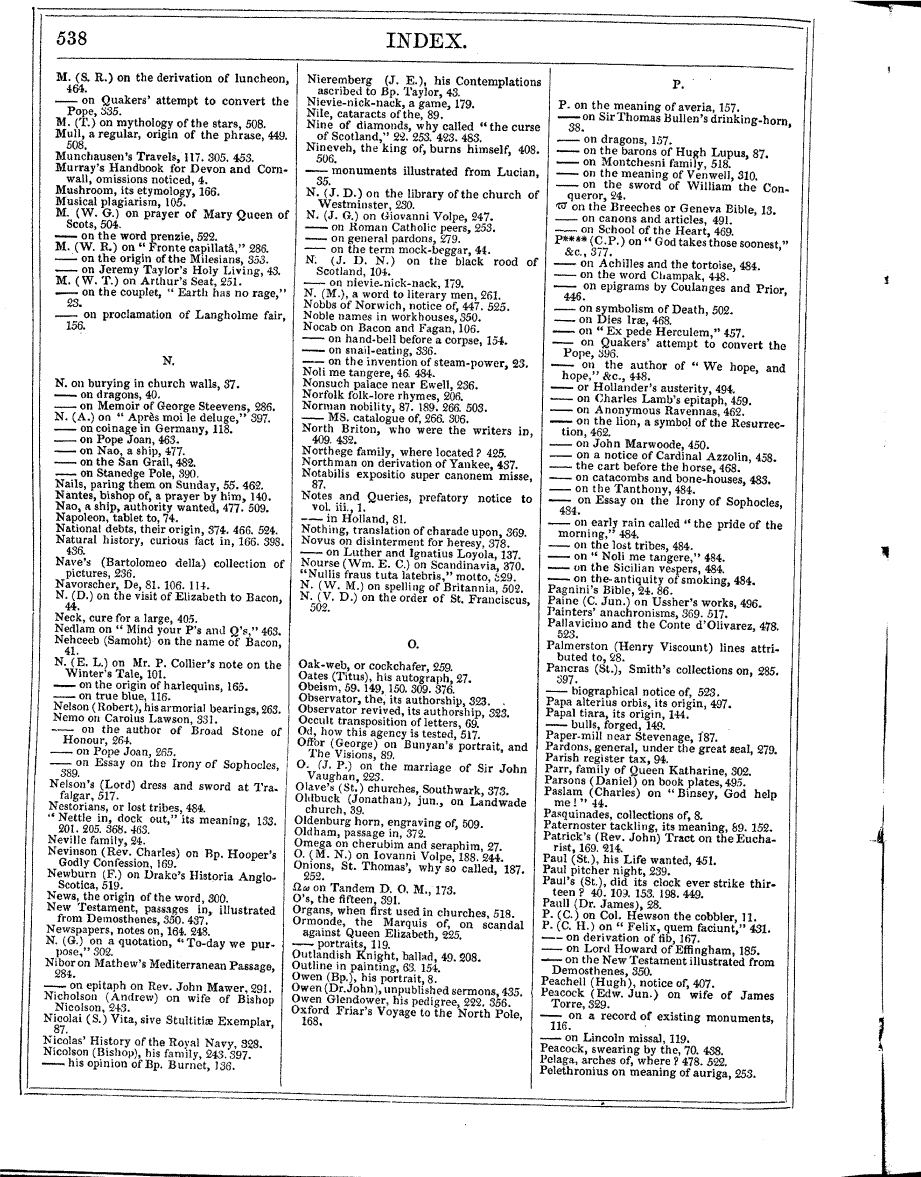 538
INDEX.
M. (S. R.) on the derivation of luncheon,
464.
—— on Quakers' attempt to convert the
Pope, 335.
M. (T.) on mythology of the stars, 508.
Mull, a regular, origin of the phrase, 449.
508.
Munchausen's Travels, 117. 305. 453.
Murray's Handbook for Devon and Corn-
wall, omissions noticed, 4.
Mushroom, its etymology, 166.
Musical plagiarism, 105.
M. (W. G.) on prayer of Mary Queen of
Scots, 504.
—— on the word prenzie, 522.
M. (W. R.) on "Fronte capillatâ," 286.
—— on the origin of the Milesians, 353.
—— on Jeremy Taylor's Holy Living, 43.
M. (W. T.) on Arthur's Seat, 251.
—— on the couplet, "Earth has no rage,"
23.
—— on proclamation of Langholme fair,
156.
N.
N. on burying in church walls, 37.
—— on dragons, 40.
—— on Memoir of George Steevens, 286.
N. (A.) on "Après moi le deluge," 397.
—— on coinage in Germany, 118.
—— on Pope Joan, 463.
—— on Nao, a ship, 477.
—— on the San Grail, 482.
—— on Stanedge Pole, 390.
Nails, paring them on Sunday, 55. 462.
Nantes, bishop of, a prayer by him, 140.
Nao, a ship, authority wanted, 477. 509.
Napoleon, tablet to, 74.
National debts, their origin, 374. 466. 524.
Natural history, curious fact in, 166. 398.
436.
Nave's (Bartolomeo della) collection of
pictures, 236.
Navorscher, De, 81. 106. 114.
N. (D.) on the visit of Elizabeth to Bacon,
44.
Neck, cure for a large, 405.
Nedlam on "Mind your P's and Q's," 463.
Nehceeb (Samoht) on the name of Bacon,
41.
N. (E. L.) on Mr. P. Collier's note on the
Winter's Tale, 101.
—— on the origin of harlequins, 165.
—— on true blue, 116.
Nelson (Robert), his armorial bearings, 263.
Nemo on Carolus Lawson, 331.
—— on the author of Broad Stone of
Honour, 264.
—— on Pope Joan, 265.
—— on Essay on the Irony of Sophocles,
389.
Nelson's (Lord) dress and sword at Tra-
falgar, 517.
Nestorians, or lost tribes, 484.
"Nettle in, dock out," its meaning, 133.
201. 205. 368. 463.
Neville family, 24.
Nevinson (Rev. Charles) on Bp. Hooper's
Godly Confession, 169.
Newburn (F.) on Drake's Historia Anglo-
Scotica, 519.
News, the origin of the word, 300.
New Testament, passages in, illustrated
from Demosthenes, 350. 437.
Newspapers, notes on, 164. 248.
N. (G.) on a quotation, "To-day we pur-
pose," 302.
Nibor on Mathew's Mediterranean Passage,
284.
—— on epitaph on Rev. John Mawer, 291.
Nicholson (Andrew) on wife of Bishop
Nicolson, 243.
Nicolai (S.) Vita, sive Stultitiæ Exemplar,
87.
Nicolas' History of the Royal Navy, 328.
Nicolson (Bishop), his family, 243. 397.
—— his opinion of Bp. Burnet, 136.
Nieremberg (J. E.), his Contemplations
ascribed to Bp. Taylor, 43.
Nievie-nick-nack, a game, 179.
Nile, cataracts of the, 89.
Nine of diamonds, why called "the curse
of Scotland," 22. 253. 423. 483.
Nineveh, the king of, burns himself, 408.
506.
—— monuments illustrated from Lucian,
35.
N. (J. D.) on the library of the church of
Westminster, 230.
N. (J. G.) on Giovanni Volpe, 247.
—— on Roman Catholic peers, 253.
—— on general pardons, 279.
—— on the term mock-beggar, 44.
N. (J. D. N.) on the black rood of
Scotland, 104.
—— on nievie-nick-nack, 179.
N. (M.), a word to literary men, 261.
Nobbs of Norwich, notice of, 447. 525.
Noble names in workhouses, 350.
Nocab on Bacon and Fagan, 106.
—— on hand-bell before a corpse, 154.
—— on snail-eating, 336.
—— on the invention of steam-power, 23.
Noli me tangere, 46. 484.
Nonsuch palace near Ewell, 236.
Norfolk folk-lore rhymes, 206.
Norman nobility, 87. 189. 266. 503.
—— MS. catalogue of, 266. 306.
North Briton, who were the writers in,
409. 432.
Northege family, where located? 425.
Northman on derivation of Yankee, 437.
Notabilis expositio super canonem misse,
87.
Notes and Queries, prefatory notice to
vol. iii., 1.
—— in Holland, 81.
Nothing, translation of charade upon, 369.
Novus on disinterment for heresy, 378.
—— on Luther and Ignatius Loyola, 137.
Nourse (Wm. E. C.) on Scandinavia, 370.
"Nullis fraus tuta latebris," motto, 329.
N. (W. M.) on spelling of Britannia, 502.
N. (V. D.) on the order of St. Franciscus,
502.
O.
Oak-web, or cockchafer, 259.
Oates (Titus), his autograph, 27.
Obeism, 59. 149, 150. 309. 376.
Observator, the, its authorship, 323.
Observator revived, its authorship, 323.
Occult transposition of letters, 69.
Od, how this agency is tested, 517.
Offor (George) on Bunyan's portrait, and
The Visions, 89.
O. (J. P.) on the marriage of Sir John
Vaughan, 223.
Olave's (St.) churches, Southwark, 373.
Oldbuck (Jonathan), jun., on Landwade
church, 39.
Oldenburg horn, engraving of, 509.
Oldham, passage in, 372.
Omega on cherubim and seraphim, 27.
O. (M. N.) on Iovanni Volpe, 188. 244.
Onions, St. Thomas', why so called, 187.
252.
Ωω on Tandem D. O. M., 173.
O's, the fifteen, 391.
Organs, when first used in churches, 518.
Ormonde, the Marquis of, on scandal
against Queen Elizabeth, 225.
—— portraits, 119.
Outlandish Knight, ballad, 49. 208.
Outline in painting, 63. 154.
Owen (Bp.), his portrait, 8.
Owen (Dr. John), unpublished sermons, 435.
Owen Glendower, his pedigree, 222. 356.
Oxford Friar's Voyage to the North Pole,
168.
P.
P. on the meaning of averia, 157.
—— on Sir Thomas Bullen's drinking-horn,
38.
—— on dragons, 157.
—— on the barons of Hugh Lupus, 87.
—— on Montchesni family, 518.
—— on the meaning of Venwell, 310.
—— on the sword of William the Con-
queror, 24.
ϖ on the Breeches or Geneva Bible, 13.
—— on canons and articles, 491.
—— on School of the Heart, 469.
P**** (C. P.) on "God takes those soonest,"
&c., 377.
—— on Achilles and the tortoise, 484.
—— on the word Champak, 448.
—— on epigrams by Coulanges and Prior,
446.
—— on symbolism of Death, 502.
—— on Dies Iræ, 468.
—— on "Ex pede Herculem," 457.
—— on Quakers' attempt to convert the
Pope, 396.
—— on the author of "We hope, and
hope," &c., 448.
—— or Hollander's austerity, 494.
—— on Charles Lamb's epitaph, 459.
—— on Anonymous Ravennas, 462.
—— on the lion, a symbol of the Resurrec-
tion, 462.
—— on John Marwoode, 450.
—— on a notice of Cardinal Azzolin, 458.
—— the cart before the horse, 468.
—— on catacombs and bone-houses, 483.
—— on the Tanthony, 484.
—— on Essay on the Irony of Sophocles,
484.
—— on early rain called "the pride of the
morning," 484.
—— on the lost tribes, 484.
—— on "Noli me tangere," 484.
—— on the Sicilian vespers, 484.
—— on the antiquity of smoking, 484.
Pagnini's Bible, 24. 86.
Paine (C. Jun.) on Ussher's works, 496.
Painters' anachronisms, 369. 517.
Pallavicino and the Conte d'Olivarez, 478.
523.
Palmerston (Henry Viscount) lines attri-
buted to, 28.
Pancras (St.), Smith's collections on, 285.
397.
—— biographical notice of, 523.
Papa alterius orbis, its origin, 497.
Papal tiara, its origin, 144.
—— bulls, forged, 149.
Paper-mill near Stevenage, 187.
Pardons, general, under the great seal, 279.
Parish register tax, 94.
Parr, family of Queen Katharine, 302.
Parsons (Daniel) on book plates, 495.
Paslam (Charles) on "Binsey, God help
me!" 44.
Pasquinades, collections of, 8.
Paternoster tackling, its meaning, 89. 152.
Patrick's (Rev. John) Tract on the Eucha-
rist, 169. 214.
Paul (St.), his Life wanted, 451.
Paul pitcher night, 239.
Paul's (St.), did its clock ever strike thir-
teen? 40. 109. 153. 198. 449.
Paull (Dr. James), 28.
P. (C.) on Col. Hewson the cobbler, 11.
P. (C. H.) on "Felix, quem faciunt," 431.
—— on derivation of fib, 167.
—— on Lord Howard of Effingham, 185.
—— on the New Testament illustrated from
Demosthenes, 350.
Peachell (Hugh), notice of, 407.
Peacock (Edw. Jun.) on wife of James
Torre, 329.
—— on a record of existing monuments,
116.
—— on Lincoln missal, 119.
Peacock, swearing by the, 70. 438.
Pelaga, arches of, where? 478. 522.
Pelethronius on meaning of auriga, 253.